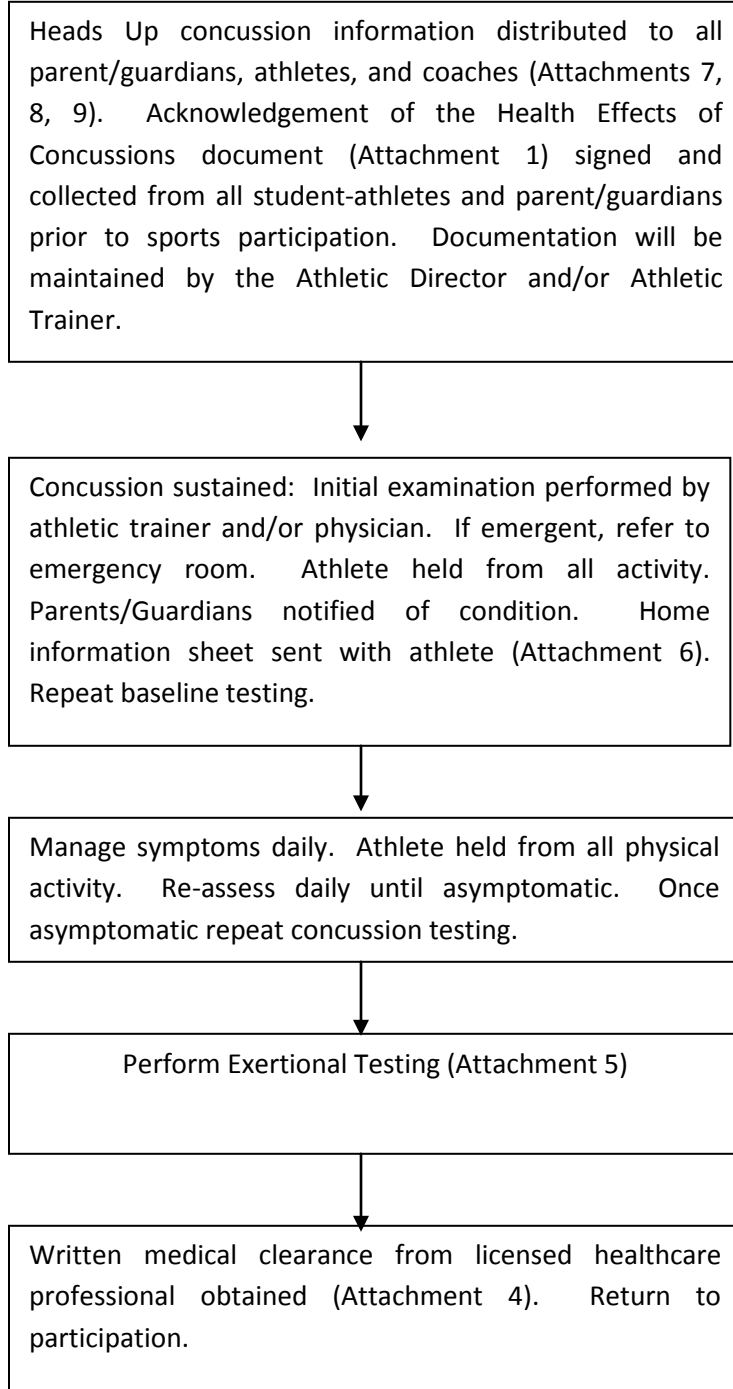 Heads Up concussion information distributed to all
parent/guardians, athletes, and coaches (Attachments 7,
8, 9). Acknowledgement of the Health Effects of
Concussions document (Attachment 1) signed and
collected from all student-athletes and parent/guardians
prior to sports participation. Documentation will be
maintained by the Athletic Director and/or Athletic
Trainer.
Concussion sustained: Initial examination performed by
athletic trainer and/or physician. If emergent, refer to
emergency room. Athlete held from all activity.
Parents/Guardians notified of condition. Home
information sheet sent with athlete (Attachment 6).
Repeat baseline testing.
Manage symptoms daily. Athlete held from all physical
activity. Re-assess daily until asymptomatic. Once
asymptomatic repeat concussion testing.
Perform Exertional Testing (Attachment 5)
Written medical clearance from licensed healthcare
professional obtained (Attachment 4). Return to
participation.